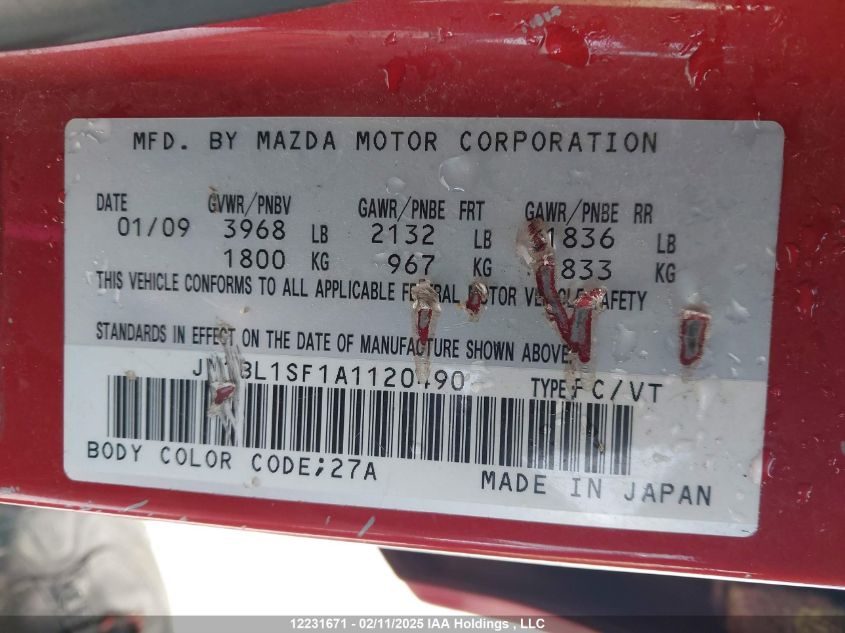 MFD. BY MAZDA MOTOR CORPORATION
DATE GVWR/PNBV GAWR/PNBE FRT GAWR/PNBE RR
01/09 3968 LB 2132 LB 1836 LB
1800 KG 967 KG 833 KG
THIS VEHICLE CONFORMS TO ALL APPLICABLE FEDERAL MOTOR VEHICLE SAFETY
STANDARDS IN EFFECT ON THE DATE OF MANUFACTURE SHOWN ABOVE.
JM1BL1SF1A1120490 TYPE: PC/VT
BODY COLOR CODE;27A
MADE IN JAPAN
12231671 - 02/11/2025 IAA Holdings, LLC